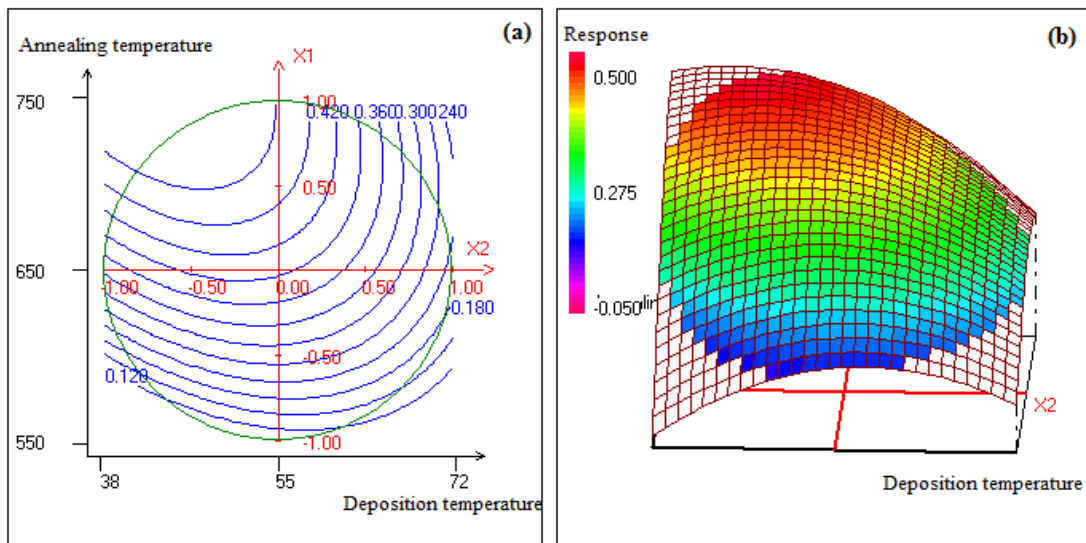 (a)
Annealing temperature
X1
750
1.00
0.420 0.360 0.300 240
0.50
650
X2
-1.00 -0.50 0.00 0.50 1.00
0.180
-0.50
0.120
550
-1.00
38 55 72
Deposition temperature
(b)
Response
0.500
0.275
-0.050
X2
Deposition temperature